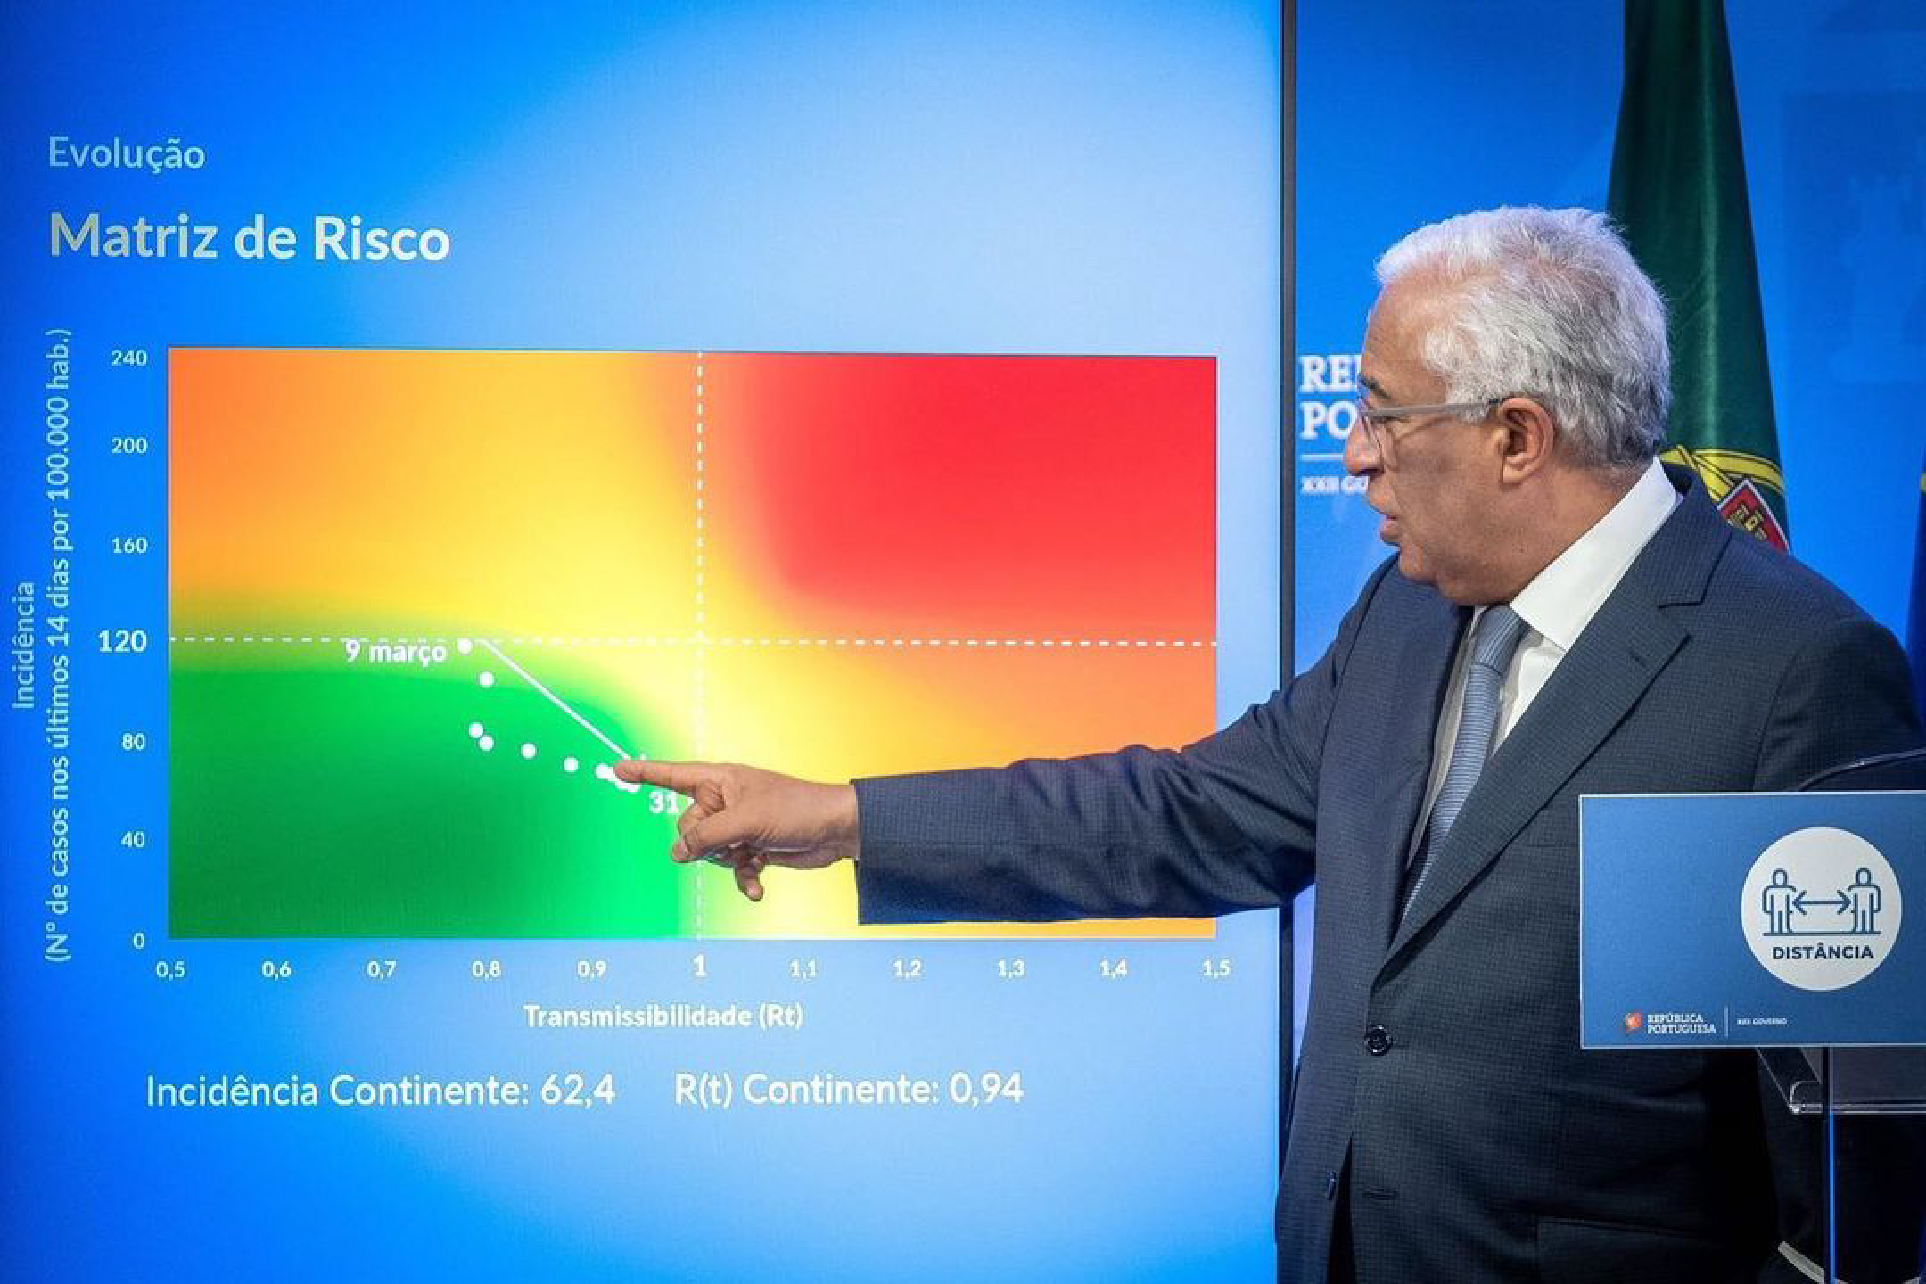 Evolução
Matriz de Risco
Incidência
(Nº de casos nos últimos 14 dias por 100.000 hab.)
240
200
160
120
80
40
0
9 março
31
0,5 0,6 0,7 0,8 0,9 1 1,1 1,2 1,3 1,4 1,5
Transmissibilidade (Rt)
Incidência Continente: 62,4 R(t) Continente: 0,94
RE
PO
XXII GO
DISTÂNCIA
REPÚBLICA
PORTUGUESA
XXII GOVERNO